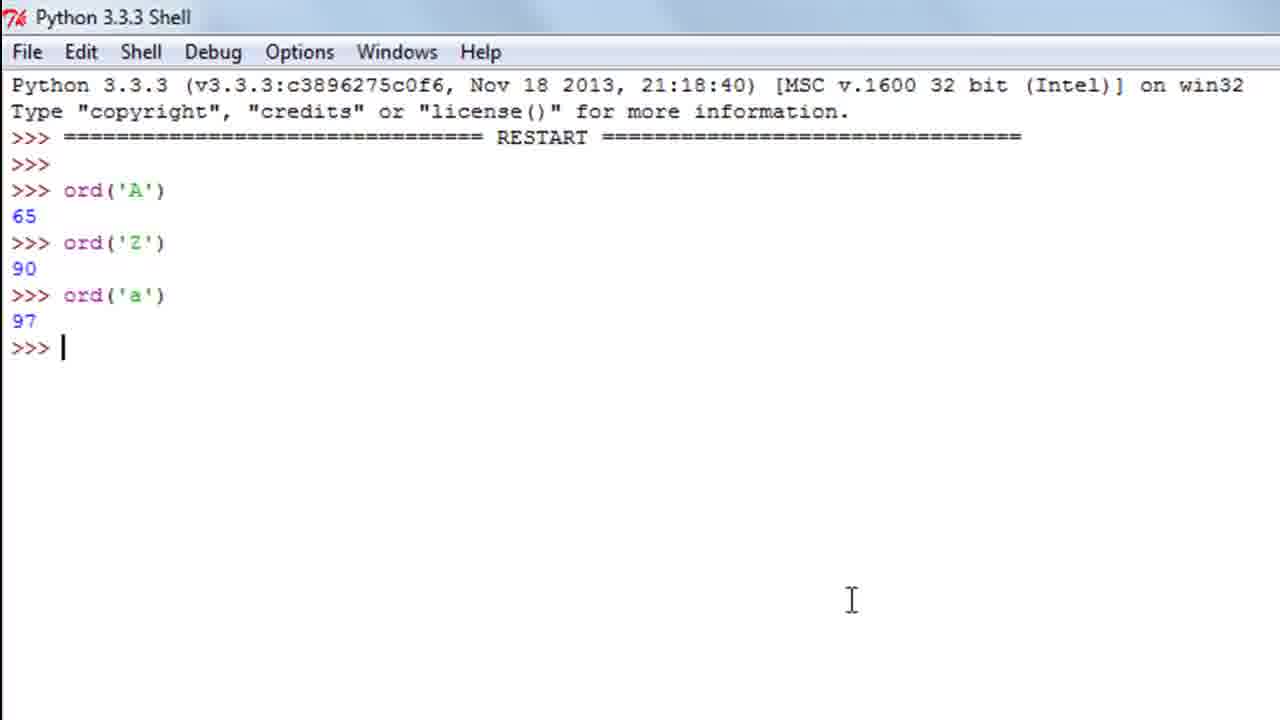 Python 3.3.3 Shell
File Edit Shell Debug Options Windows Help
Python 3.3.3 (v3.3.3:c3896275c0f6, Nov 18 2013, 21:18:40) [MSC v.1600 32 bit (Intel)] on win32
Type "copyright", "credits" or "license()" for more information.
>>> ================================ RESTART ================================
>>>
>>> ord('A')
65
>>> ord('Z')
90
>>> ord('a')
97
>>>